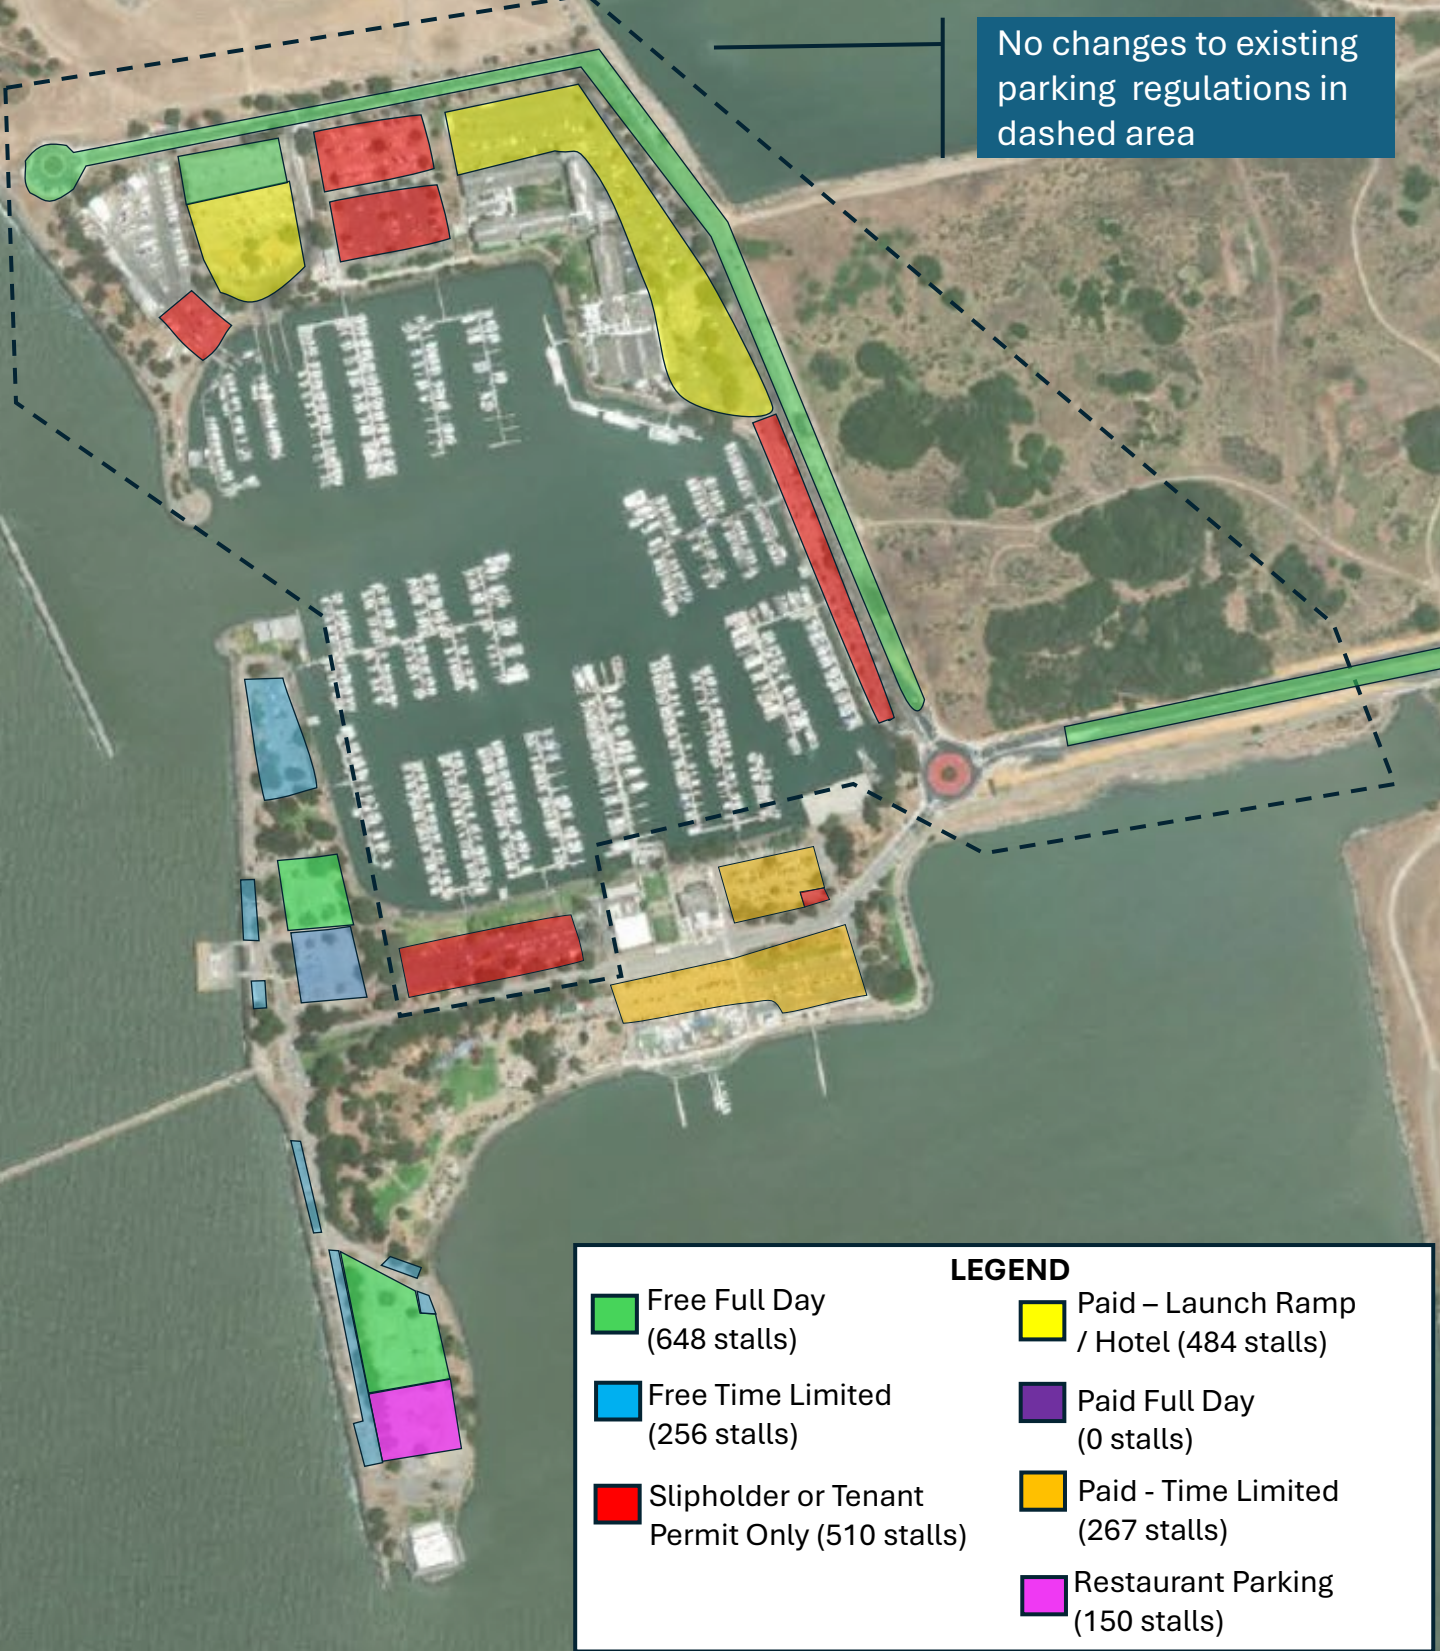 No changes to existing
parking regulations in
dashed area
LEGEND
Free Full Day
(648 stalls)
Free Time Limited
(256 stalls)
Slipholder or Tenant
Permit Only (510 stalls)
Paid – Launch Ramp
/ Hotel (484 stalls)
Paid Full Day
(0 stalls)
Paid - Time Limited
(267 stalls)
Restaurant Parking
(150 stalls)